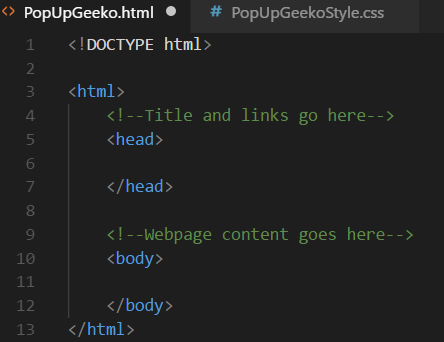 <> PopUpGeeko.html ● # PopUpGeekoStyle.css
1 <!DOCTYPE html>
2
3 <html>
4 <!--Title and links go here-->
5 <head>
6
7 </head>
8
9 <!--Webpage content goes here-->
10 <body>
11
12 </body>
13 </html>